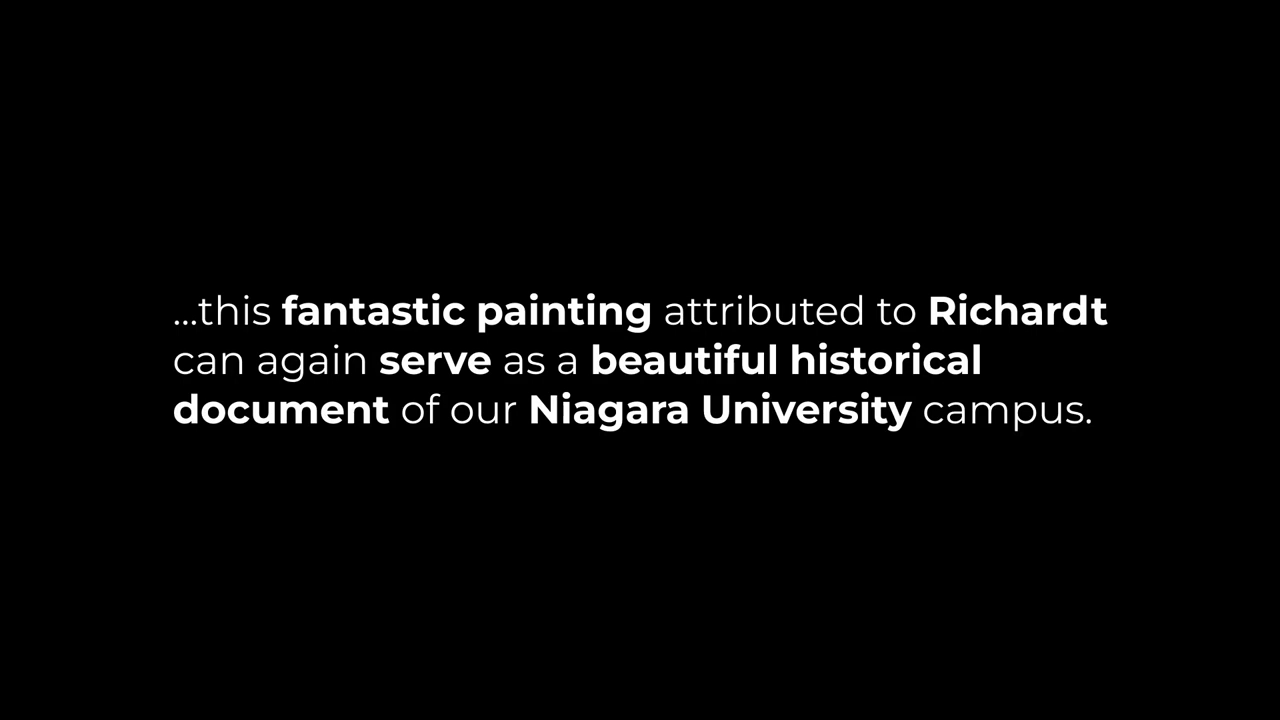 ...this fantastic painting attributed to Richardt
can again serve as a beautiful historical
document of our Niagara University campus.